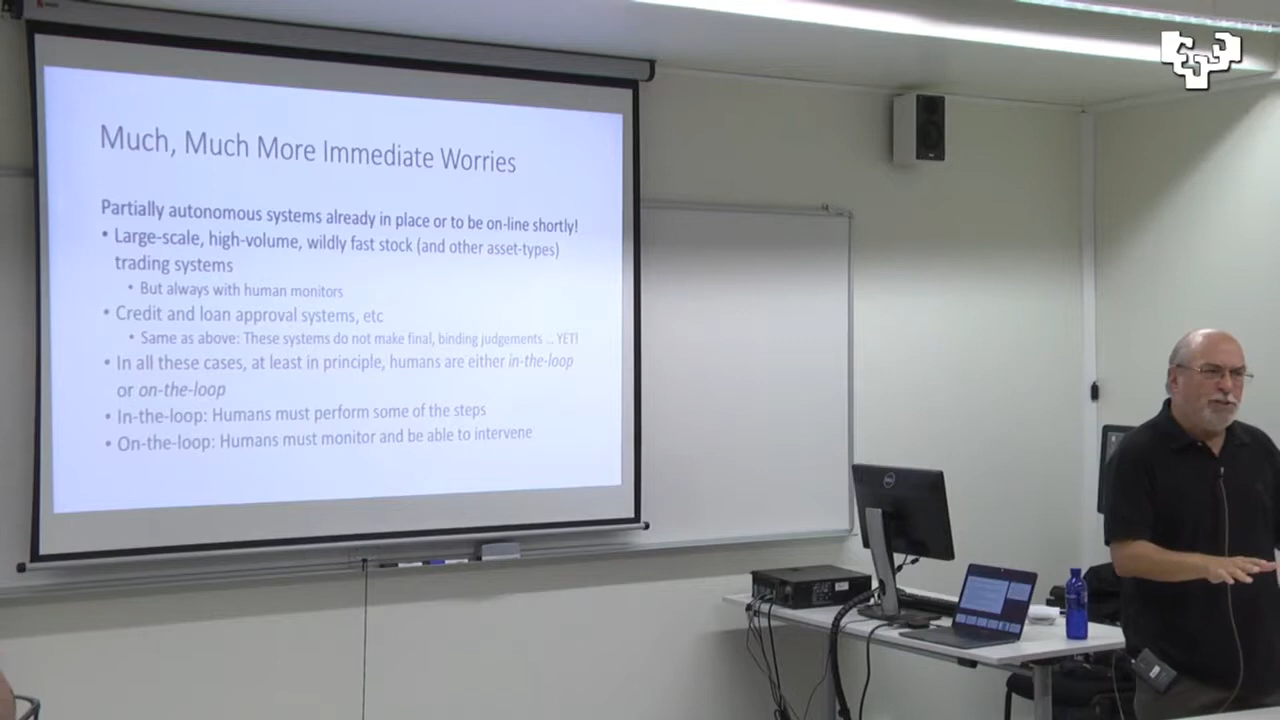 Much, Much More Immediate Worries
Partially autonomous systems already in place or to be on-line shortly!
• Large-scale, high-volume, wildly fast stock (and other asset-types)
trading systems
• But always with human monitors
• Credit and loan approval systems, etc
• Same as above: These systems do not make final, binding judgements ... YET!
• In all these cases, at least in principle, humans are either in-the-loop
or on-the-loop
• In-the-loop: Humans must perform some of the steps
• On-the-loop: Humans must monitor and be able to intervene